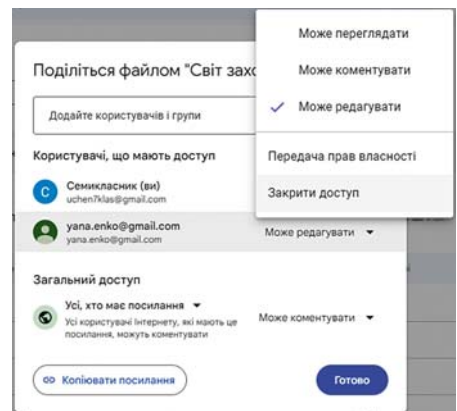 Може переглядати
Може коментувати
Може редагувати
Передача прав власності
Закрити доступ
Поділіться файлом "Світ захо
Додайте користувачів і групи
Користувачі, що мають доступ
С
Семикласник (ви)
uchen7klas@gmail.com
yana.enko@gmail.com
yana.enko@gmail.com
Може редагувати
Загальний доступ
Усі, хто має посилання
Усі користувачі Інтернету, які мають це
посилання, можуть коментувати
Може коментувати
Копіювати посилання
Готово